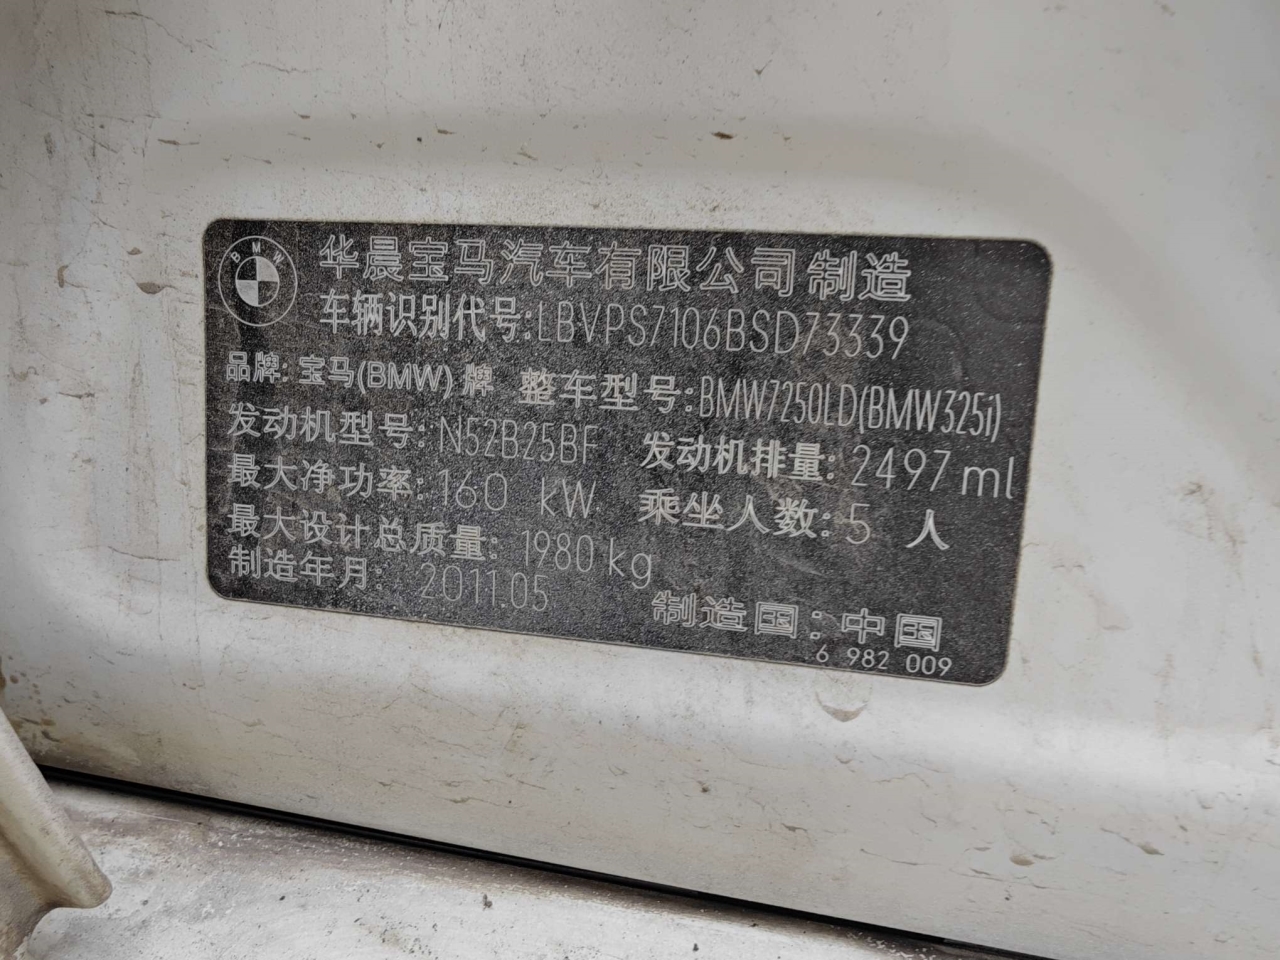 华晨宝马汽车有限公司 制造
车辆识别代号:LBVPS7106BSD73339
品牌: 宝马(BMW) 牌 整车型号:BMW7250LD(BMW325i)
发动机型号: N52B25BF 发动机排量: 2497 ml
最大净功率: 160 kW 乘坐人数: 5 人
最大设计总质量: 1980 kg
制造年月: 2011.05 制造国: 中国
6 982 009